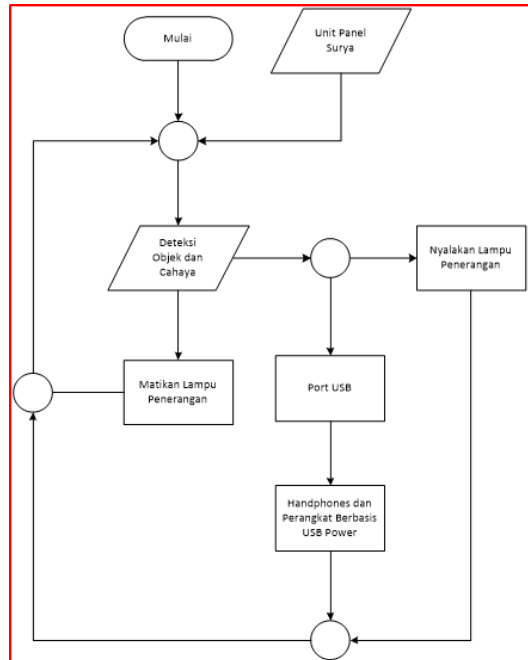 Mulai
Unit Panel
Surya
Deteksi
Objek dan
Cahaya
Nyalakan Lampu
Penerangan
Matikan Lampu
Penerangan
Port USB
Handphones dan
Perangkat Berbasis
USB Power